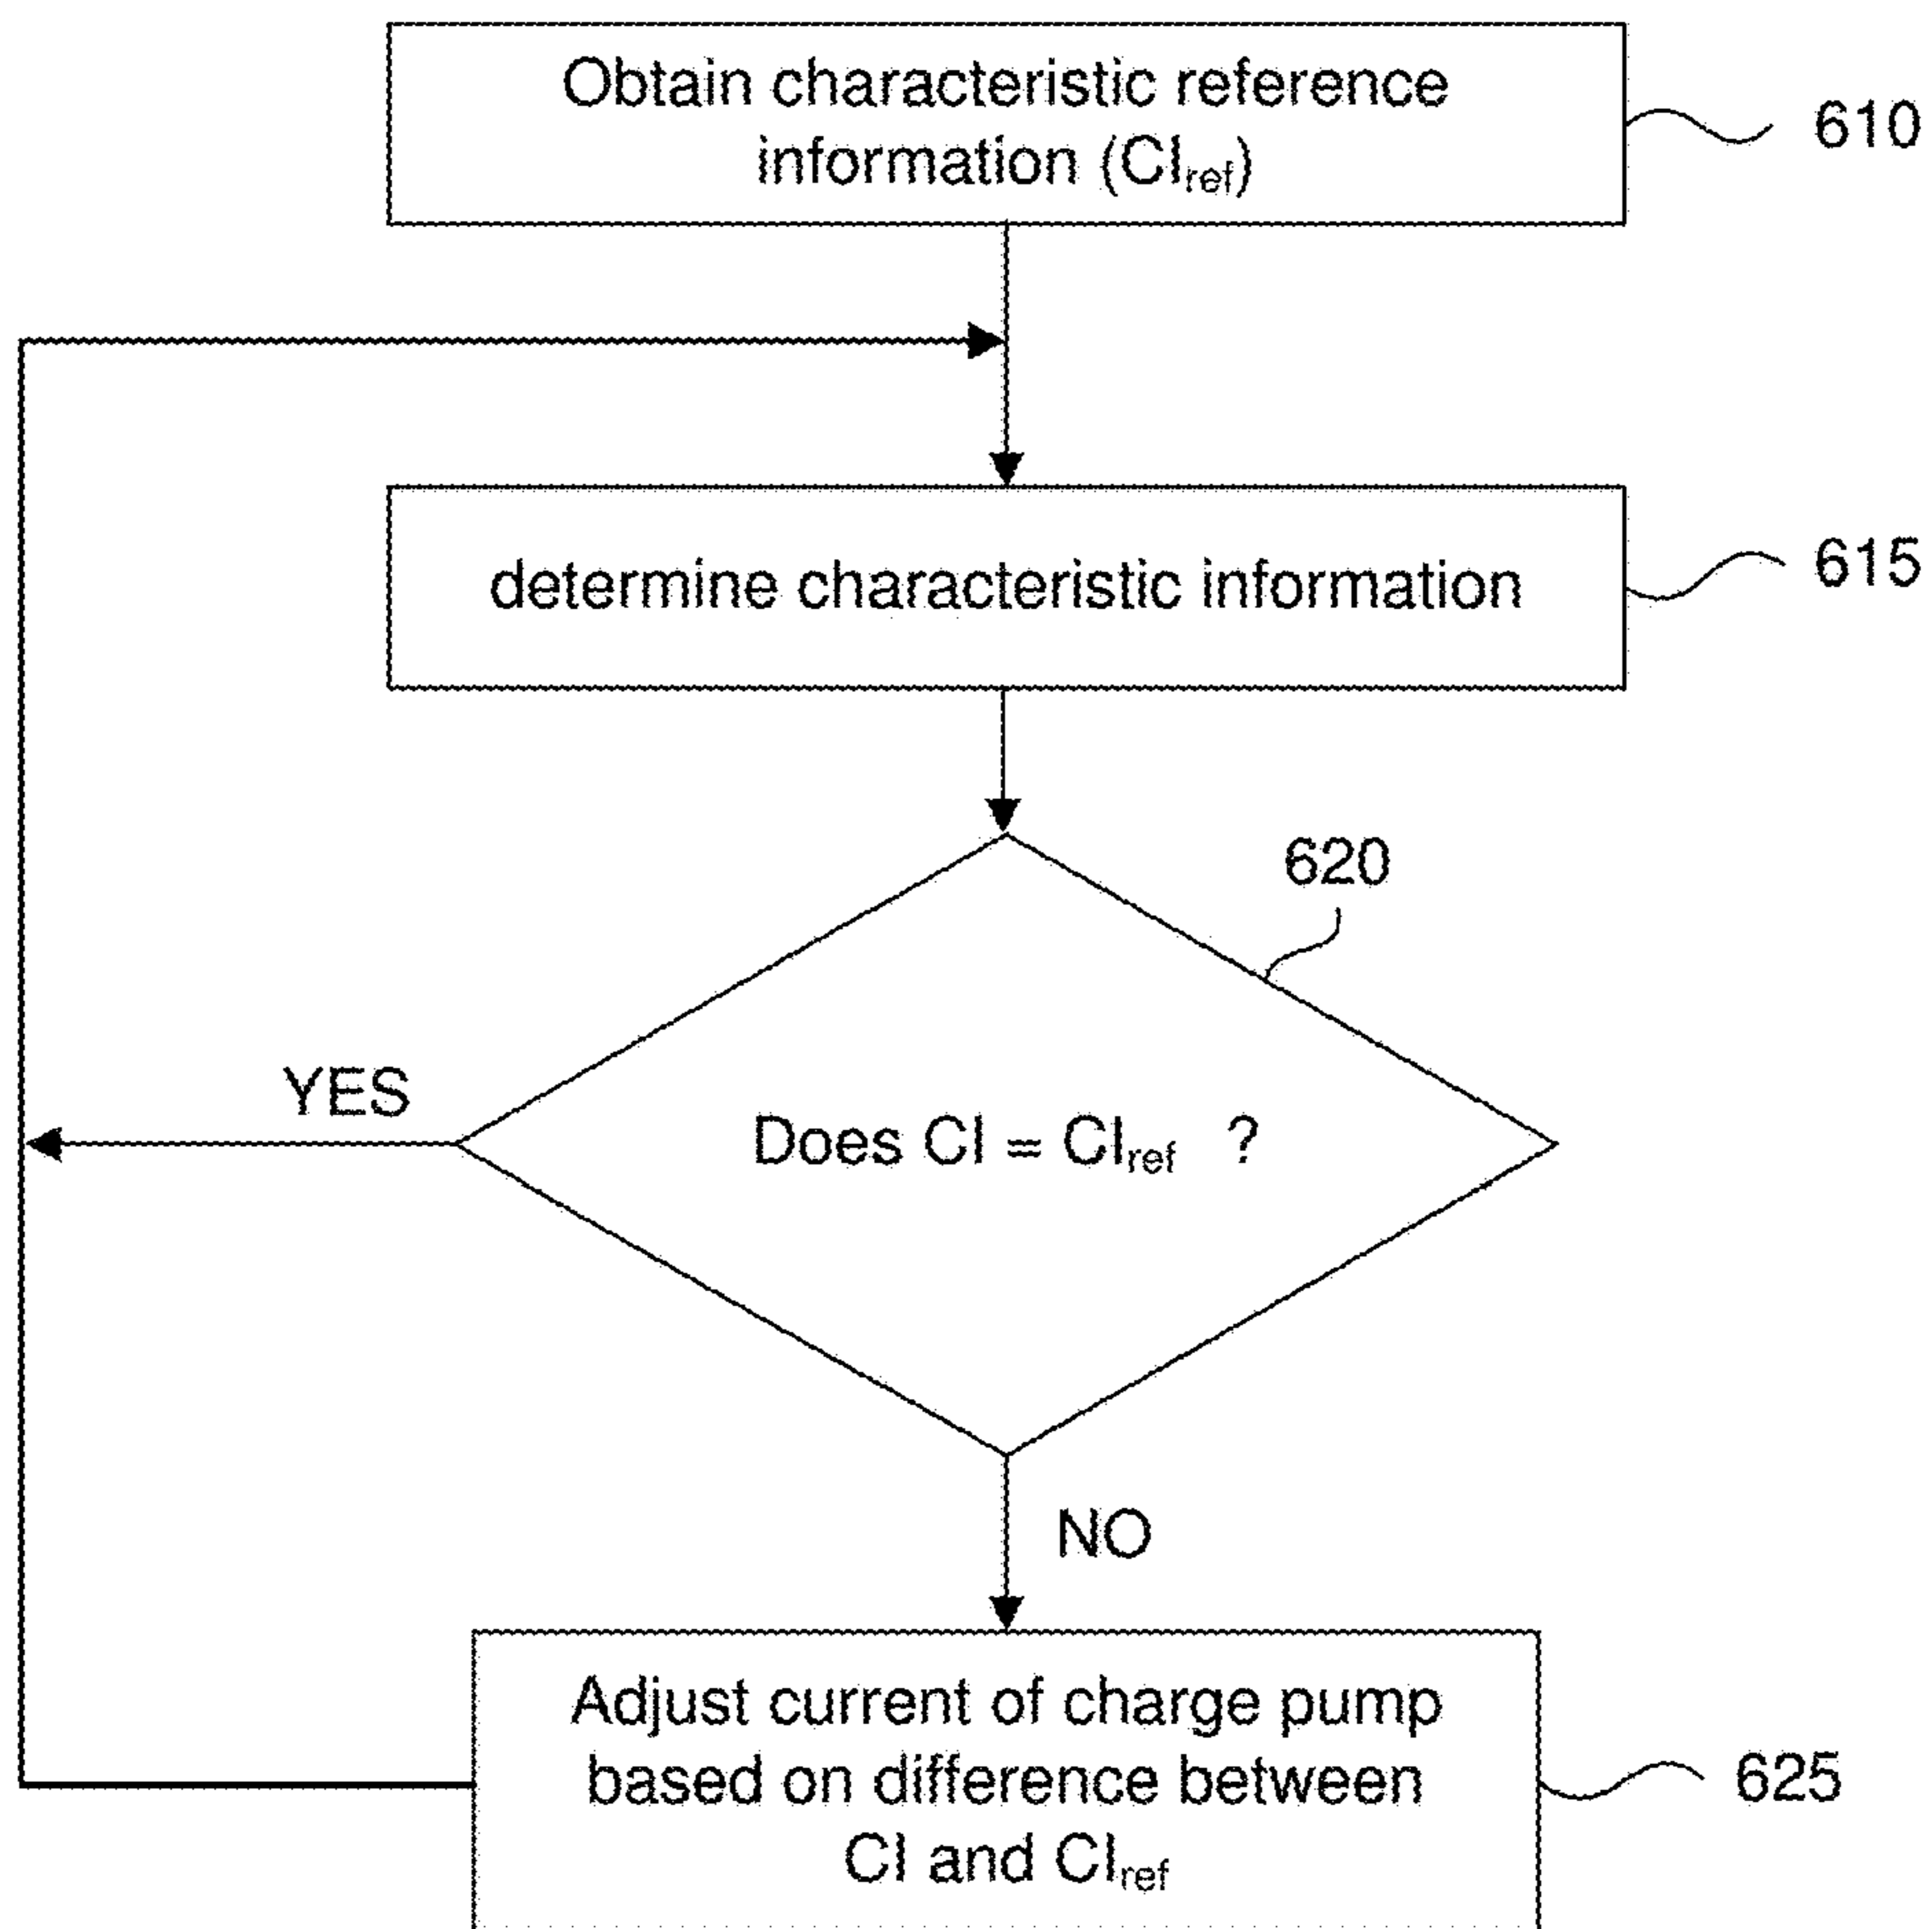 Obtain characteristic reference
information (CIref)
610
determine characteristic information
615
620
YES
Does CI = CIref ?
NO
Adjust current of charge pump
based on difference between
CI and CIref
625